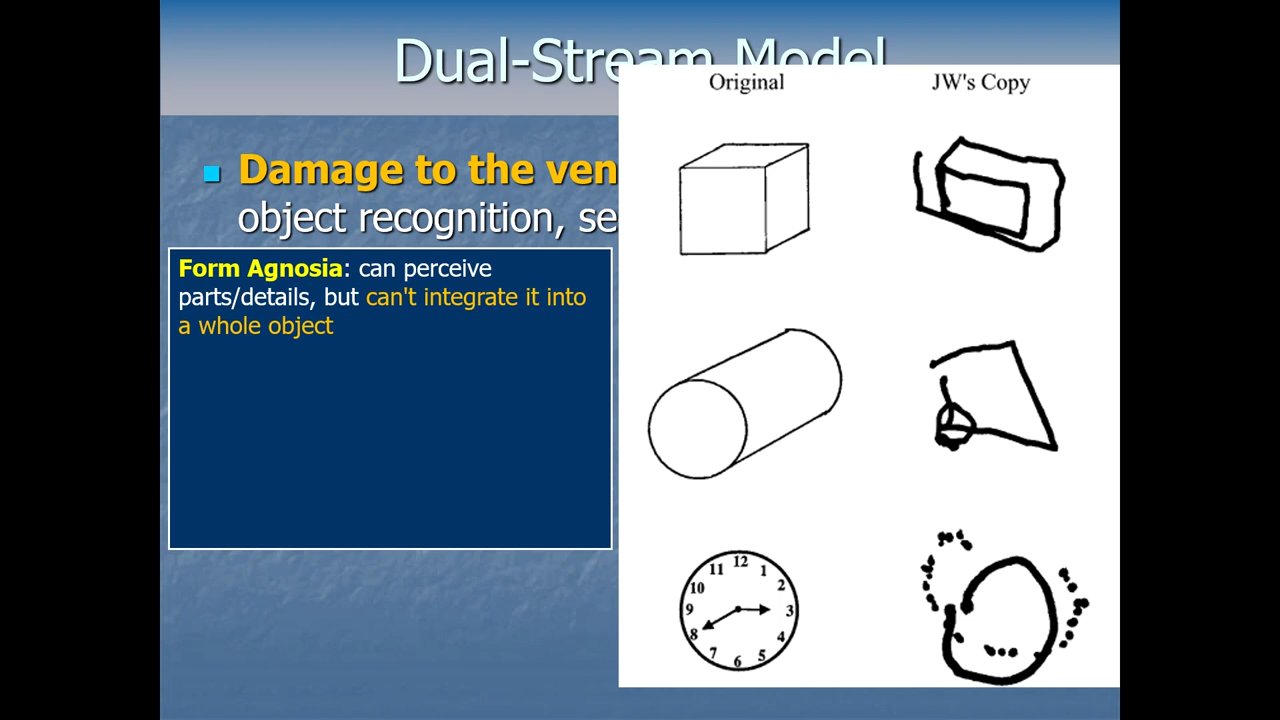 Dual-Stream Model
Damage to the ven
object recognition, se
Form Agnosia: can perceive
parts/details, but can't integrate it into
a whole object
Original JW's Copy
12
11 1
10 2
9 3
8 4
7 5
6